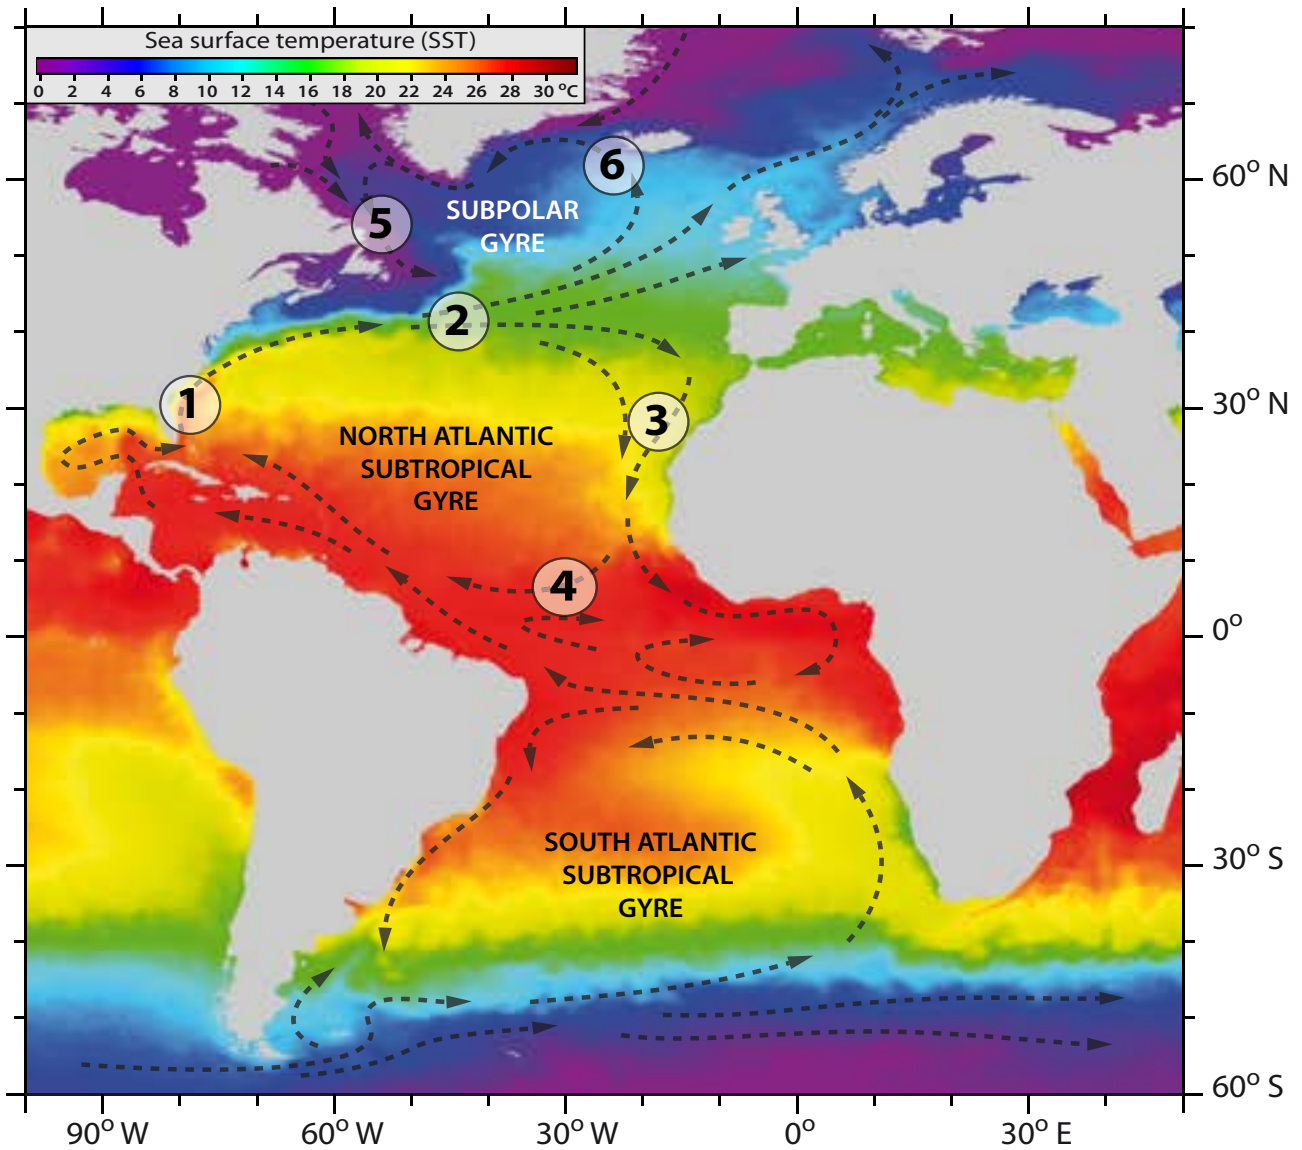 Sea surface temperature (SST)
0 2 4 6 8 10 12 14 16 18 20 22 24 26 28 30 °C
6
60° N
5
SUBPOLAR
GYRE
2
1
30° N
3
NORTH ATLANTIC
SUBTROPICAL
GYRE
4
0°
SOUTH ATLANTIC
SUBTROPICAL
GYRE
30° S
60° S
90° W 60° W 30° W 0° 30° E